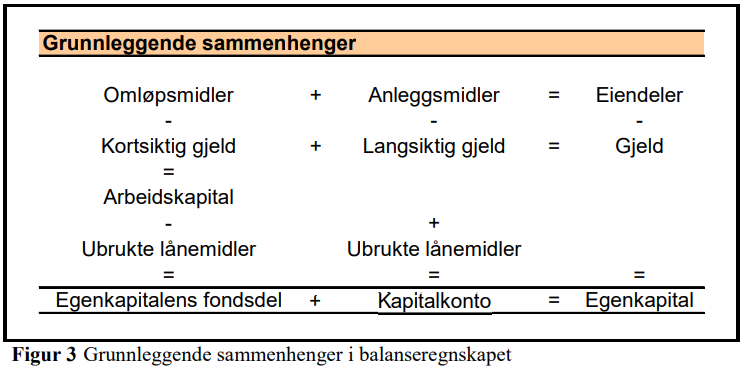 Grunnleggende sammenhenger
Omløpsmidler + Anleggsmidler = Eiendeler
- - -
Kortsiktig gjeld + Langsiktig gjeld = Gjeld
=
Arbeidskapital
- +
Ubrukte lånemidler Ubrukte lånemidler
= = =
Egenkapitalens fondsdel + Kapitalkonto = Egenkapital
Figur 3 Grunnleggende sammenhenger i balanseregnskapet